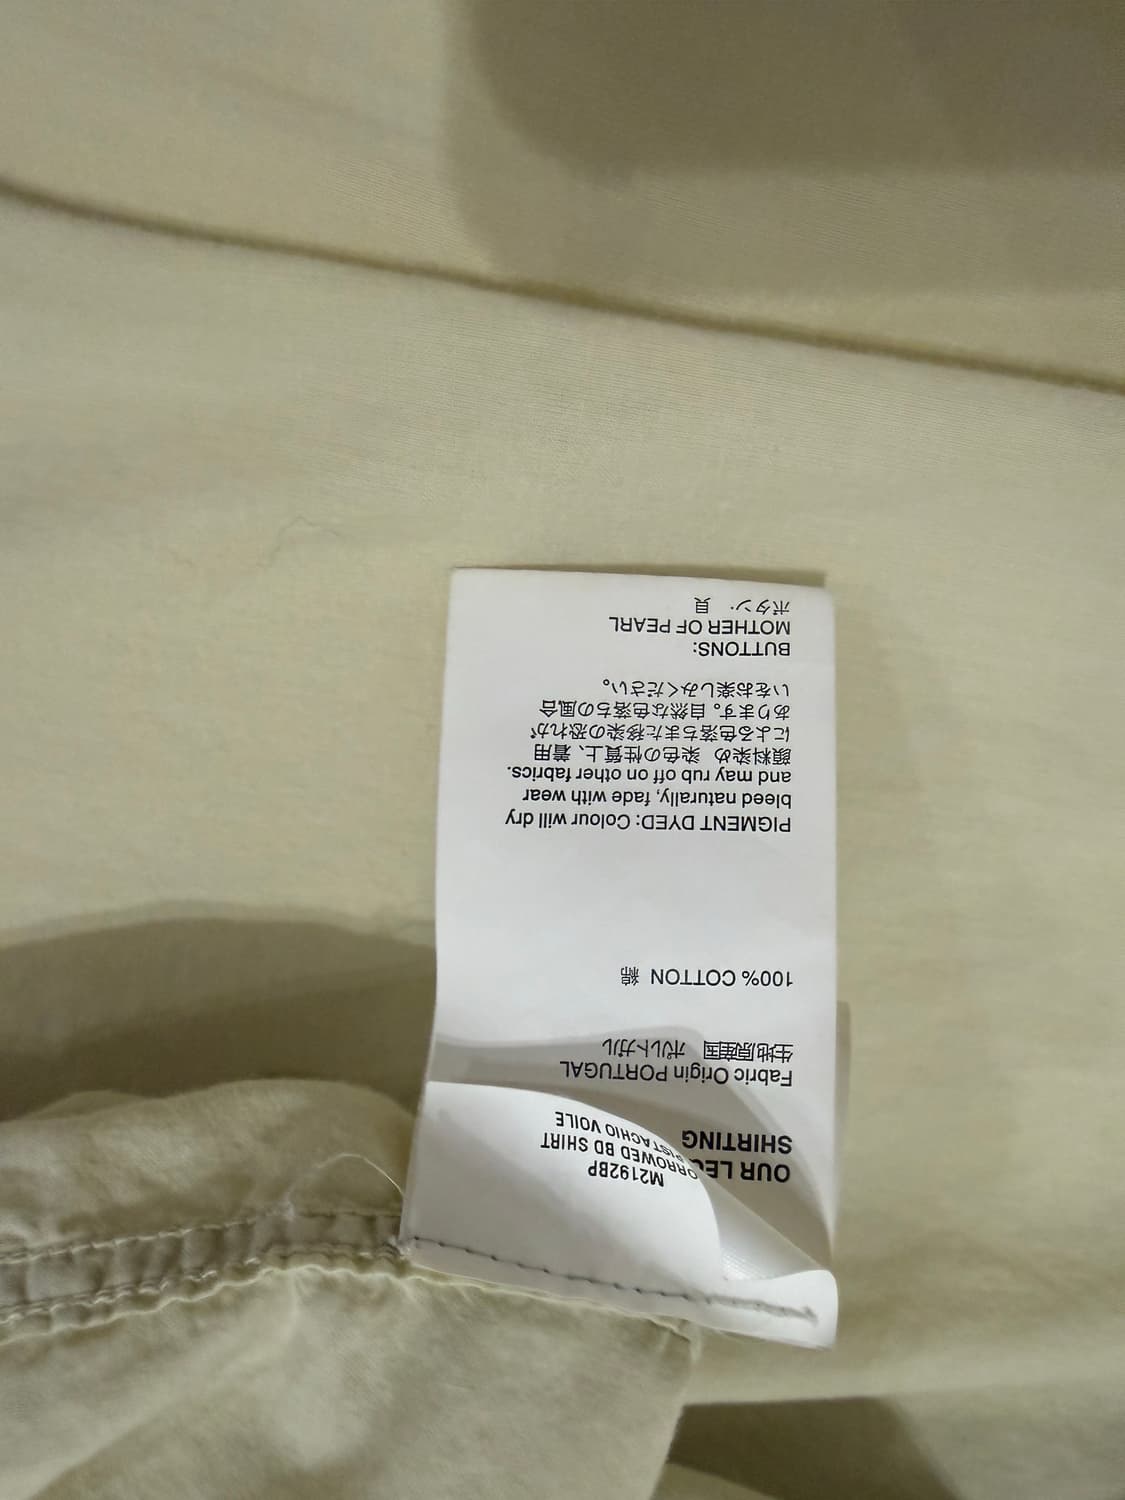 M2192BP
ORROWED BD SHIRT
PISTACHIO VOILE
OUR LEG
SHIRTING
Fabric Origin PORTUGAL
生地原産国 ポルトガル
100% COTTON 綿
PIGMENT DYED: Colour will dry
bleed naturally, fade with wear
and may rub off on other fabrics.
顔料染め 染色の性質上、着用
による色落ちまた移染の恐れが
あります。自然な色落ちの風合
いをお楽しみください。
BUTTONS:
MOTHER OF PEARL
ボタン・貝